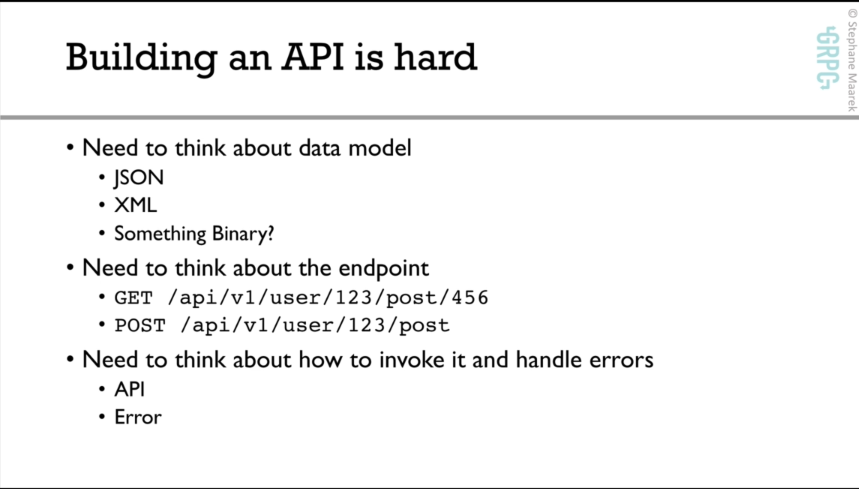 Building an API is hard
GRPC
© Stephane Maarek
• Need to think about data model
• JSON
• XML
• Something Binary?
• Need to think about the endpoint
• GET /api/v1/user/123/post/456
• POST /api/v1/user/123/post
• Need to think about how to invoke it and handle errors
• API
• Error